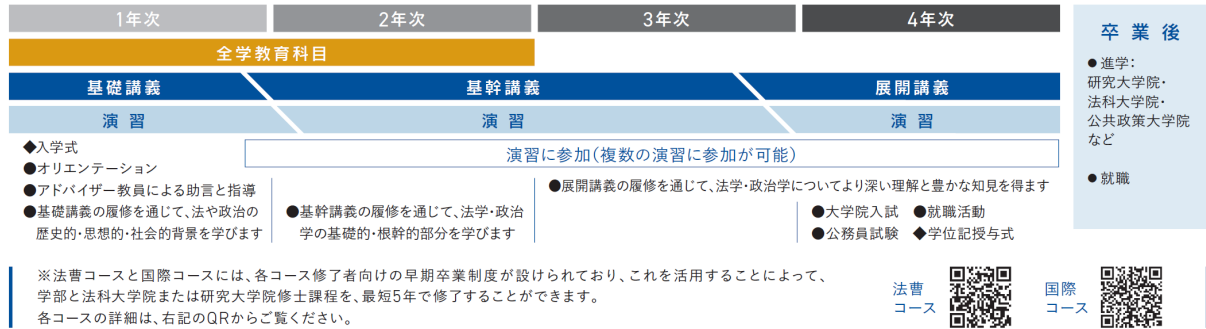 1年次
2年次
3年次
4年次
全学教育科目
基礎講義
基幹講義
展開講義
演習
演習
演習
◆入学式
●オリエンテーション
●アドバイザー教員による助言と指導
●基礎講義の履修を通じて、法や政治の
歴史的・思想的・社会的背景を学びます
演習に参加(複数の演習に参加が可能)
●基幹講義の履修を通じて、法学・政治
学の基礎的・根幹的部分を学びます
●展開講義の履修を通じて、法学・政治学についてより深い理解と豊かな知見を得ます
●大学院入試 ●就職活動
●公務員試験 ◆学位記授与式
卒業後
●進学:
研究大学院・
法科大学院・
公共政策大学院
など
●就職
※法曹コースと国際コースには、各コース修了者向けの早期卒業制度が設けられており、これを活用することによって、
学部と法科大学院または研究大学院修士課程を、最短5年で修了することができます。
各コースの詳細は、右記のQRからご覧ください。
法曹
コース
国際
コース